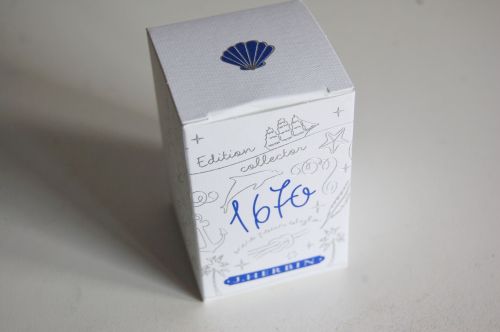 Edition
collector
1670
J.HERBIN